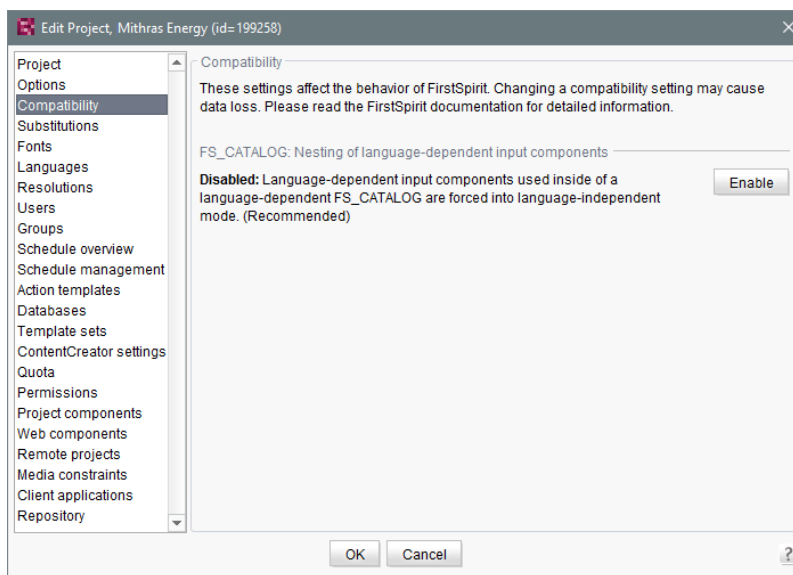 Edit Project, Mithras Energy (id=199258)
Project
Options
Compatibility
Substitutions
Fonts
Languages
Resolutions
Users
Groups
Schedule overview
Schedule management
Action templates
Databases
Template sets
ContentCreator settings
Quota
Permissions
Project components
Web components
Remote projects
Media constraints
Client applications
Repository
Compatibility
These settings affect the behavior of FirstSpirit. Changing a compatibility setting may cause
data loss. Please read the FirstSpirit documentation for detailed information.
FS_CATALOG: Nesting of language-dependent input components
Disabled: Language-dependent input components used inside of a
language-dependent FS_CATALOG are forced into language-independent
mode. (Recommended)
Enable
OK
Cancel
?